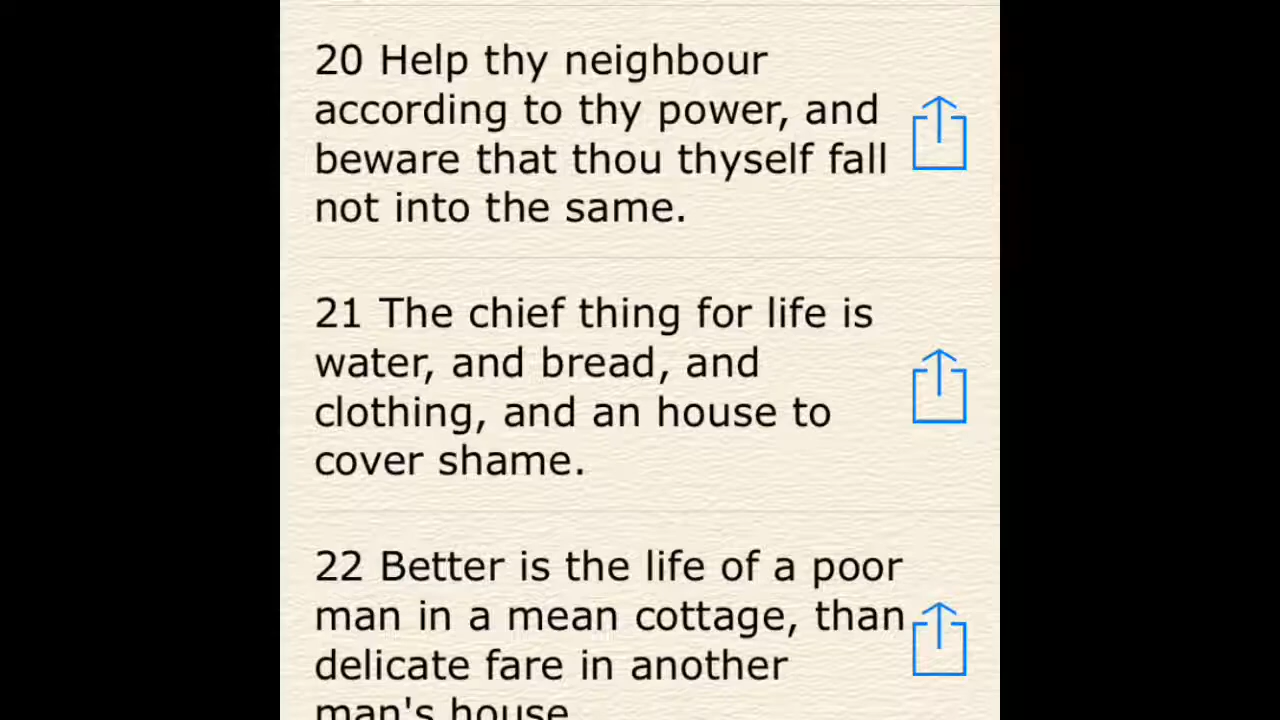 20 Help thy neighbour
according to thy power, and
beware that thou thyself fall
not into the same.
21 The chief thing for life is
water, and bread, and
clothing, and an house to
cover shame.
22 Better is the life of a poor
man in a mean cottage, than
delicate fare in another
man's house